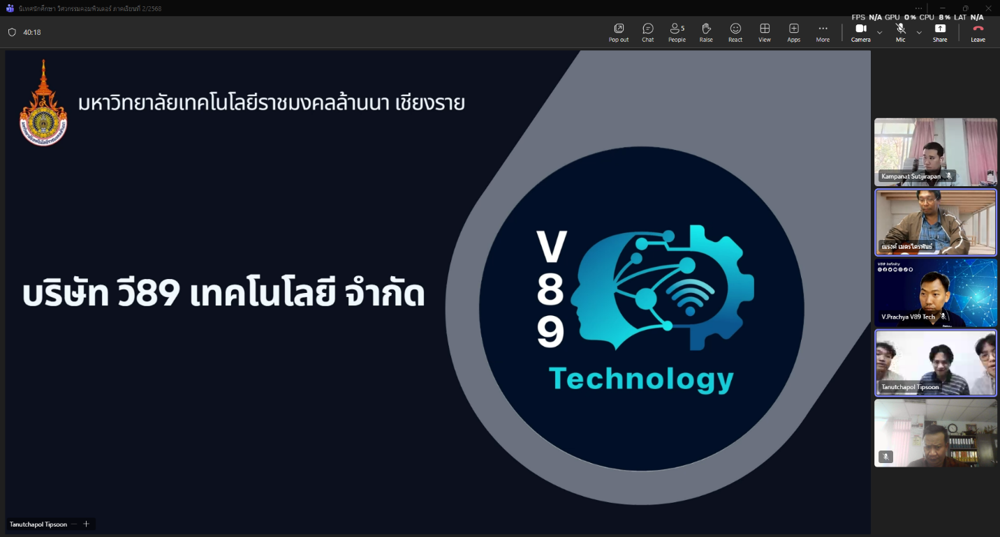 นิเทศนักศึกษา วิศวกรรมคอมพิวเตอร์ ภาคเรียนที่ 2/2568
FPS N/A GPU 0% CPU 8% LAT N/A
40:18
Pop out
Chat
5
People
Raise
React
View
Apps
More
Camera
Mic
Share
Leave
มหาวิทยาลัยเทคโนโลยีราชมงคลล้านนา เชียงราย
บริษัท วี89 เทคโนโลยี จำกัด
V
8
9
Technology
Kampanat Sutijirapan
ณรงค์ เมตรไตรพันธ์
V89 Infinity
V.Prachya V89 Tech
Tanutchapol Tipsoon
Tanutchapol Tipsoon